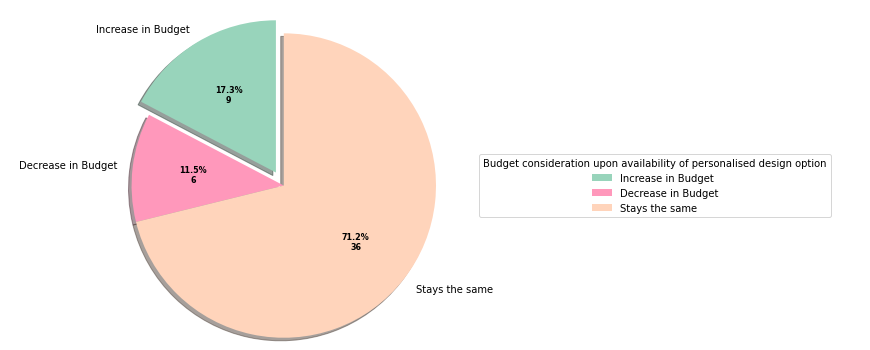 Increase in Budget
17.3%
9
Decrease in Budget
11.5%
6
71.2%
36
Stays the same
Budget consideration upon availability of personalised design option
Increase in Budget
Decrease in Budget
Stays the same